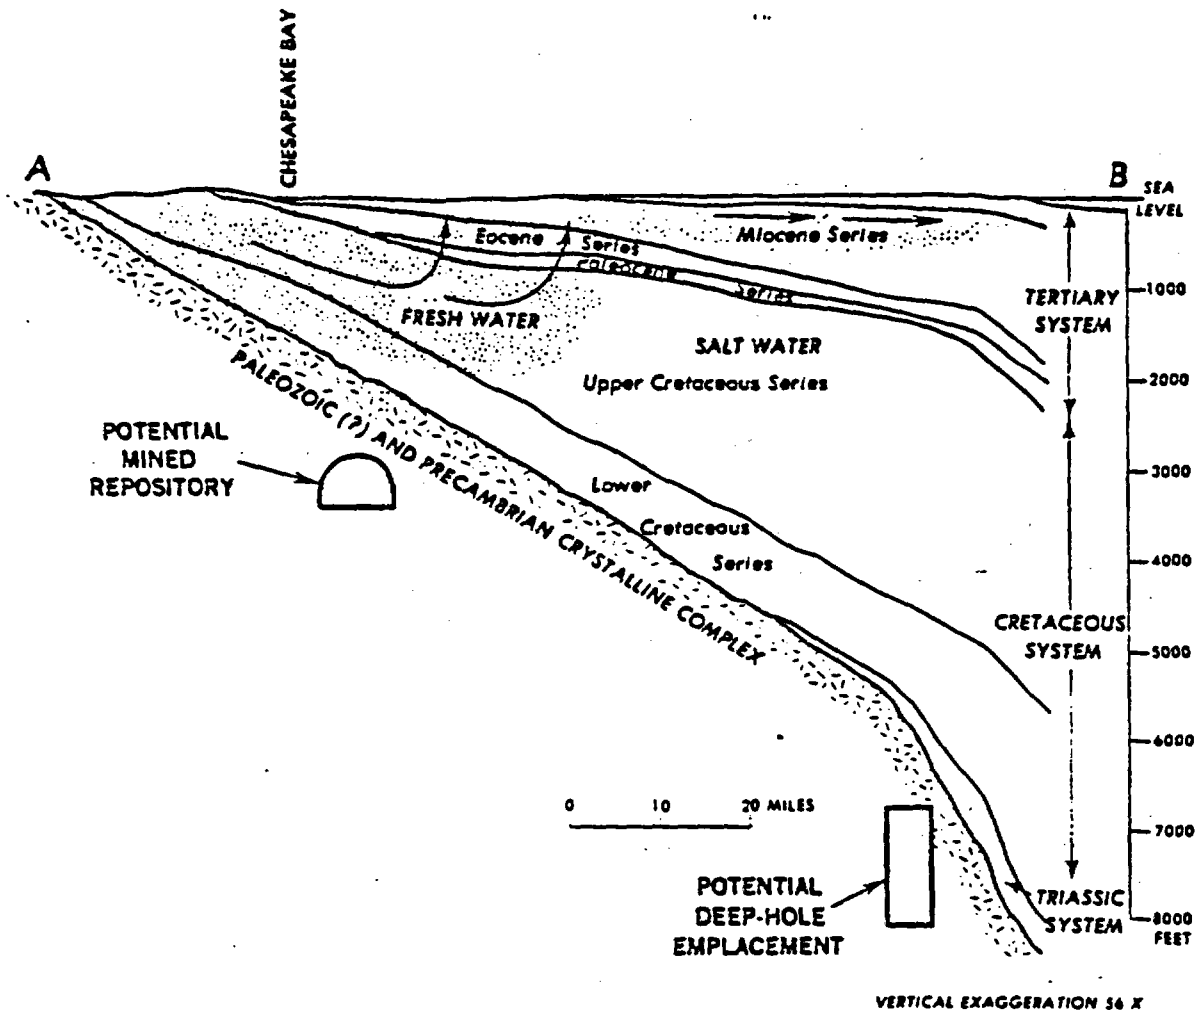 CHESAPEAKE BAY
A
B
SEA
LEVEL
Eocene Series
Miocene Series
Paleocene Series
1000
TERTIARY
SYSTEM
FRESH WATER
SALT WATER
2000
Upper Cretaceous Series
PALEOZOIC (?) AND PRECAMBRIAN CRYSTALLINE COMPLEX
POTENTIAL
MINED
REPOSITORY
3000
Lower
Cretaceous
Series
4000
CRETACEOUS
SYSTEM
5000
6000
0 10 20 MILES
7000
POTENTIAL
DEEP-HOLE
EMPLACEMENT
TRIASSIC
SYSTEM
8000
FEET
VERTICAL EXAGGERATION 56 X